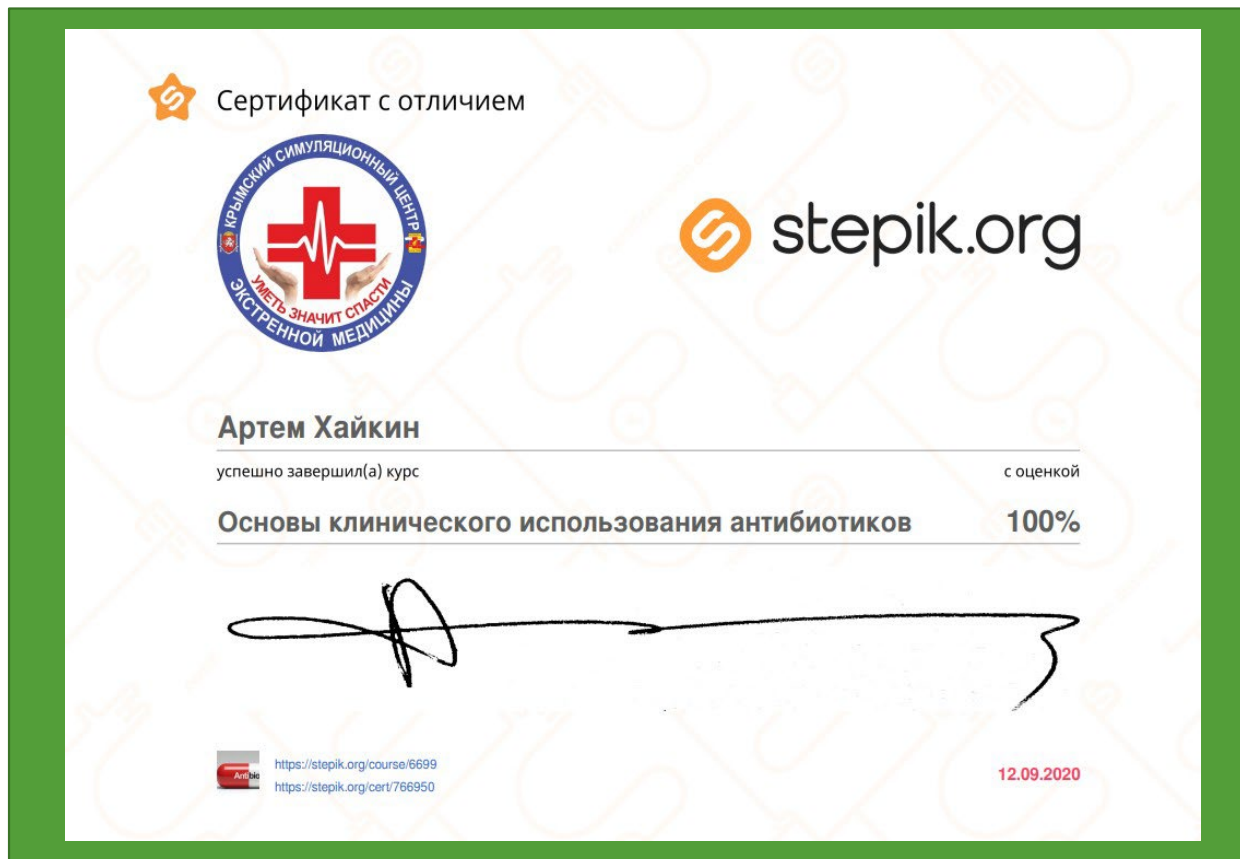 Сертификат с отличием
КРЫМСКИЙ СИМУЛЯЦИОННЫЙ ЦЕНТР
ЭКСТРЕННОЙ МЕДИЦИНЫ
УМЕТЬ ЗНАЧИТ СПАСТИ
stepik.org
Артем Хайкин
успешно завершил(а) курс
с оценкой
Основы клинического использования антибиотиков
100%
Antibio
https://stepik.org/course/6699
https://stepik.org/cert/766950
12.09.2020